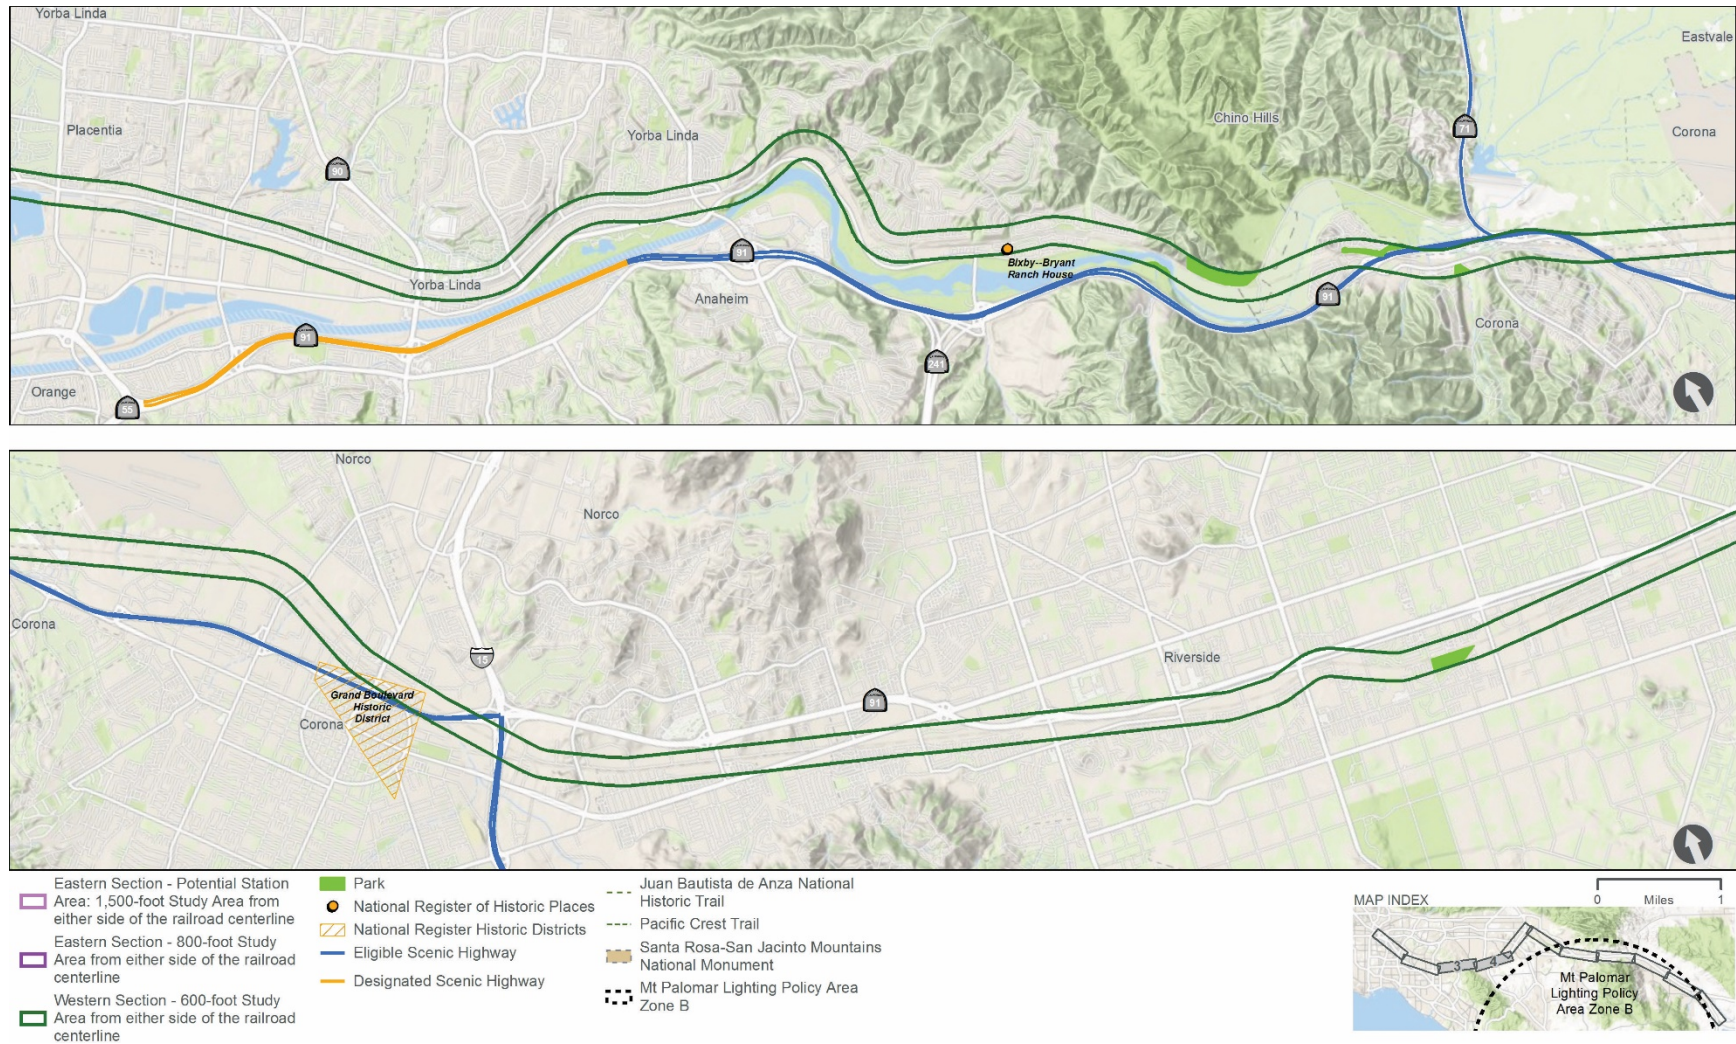 Yorba Linda
Eastvale
Placentia
Yorba Linda
Chino Hills
71
Corona
90
91
Bixby--Bryant
Ranch House
Yorba Linda
Anaheim
91
Corona
91
241
Orange
55
Norco
Norco
Corona
15
Riverside
Grand Boulevard
Historic
District
Corona
91
Eastern Section - Potential Station
Area: 1,500-foot Study Area from
either side of the railroad centerline
Eastern Section - 800-foot Study
Area from either side of the railroad
centerline
Western Section - 600-foot Study
Area from either side of the railroad
centerline
Park
National Register of Historic Places
National Register Historic Districts
Eligible Scenic Highway
Designated Scenic Highway
Juan Bautista de Anza National
Historic Trail
Pacific Crest Trail
Santa Rosa-San Jacinto Mountains
National Monument
Mt Palomar Lighting Policy Area
Zone B
0 Miles 1
MAP INDEX
3 4
Mt Palomar
Lighting Policy
Area Zone B